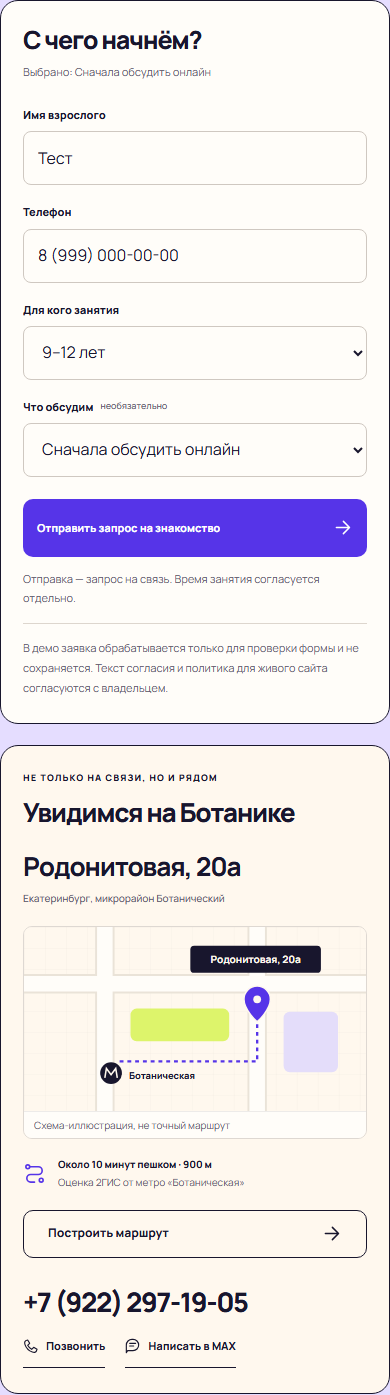 С чего начнём?
Выбрано: Сначала обсудить онлайн
Имя взрослого
Тест
Телефон
8 (999) 000-00-00
Для кого занятия
9–12 лет
Что обсудим необязательно
Сначала обсудить онлайн
Отправить запрос на знакомство
Отправка — запрос на связь. Время занятия согласуется
отдельно.
В демо заявка обрабатывается только для проверки формы и не
сохраняется. Текст согласия и политика для живого сайта
согласуются с владельцем.
НЕ ТОЛЬКО НА СВЯЗИ, НО И РЯДОМ
Увидимся на Ботанике
Родонитовая, 20а
Екатеринбург, микрорайон Ботанический
Родонитовая, 20а
М Ботаническая
Схема-иллюстрация, не точный маршрут
Около 10 минут пешком · 900 м
Оценка 2ГИС от метро «Ботаническая»
Построить маршрут
+7 (922) 297-19-05
Позвонить Написать в MAX